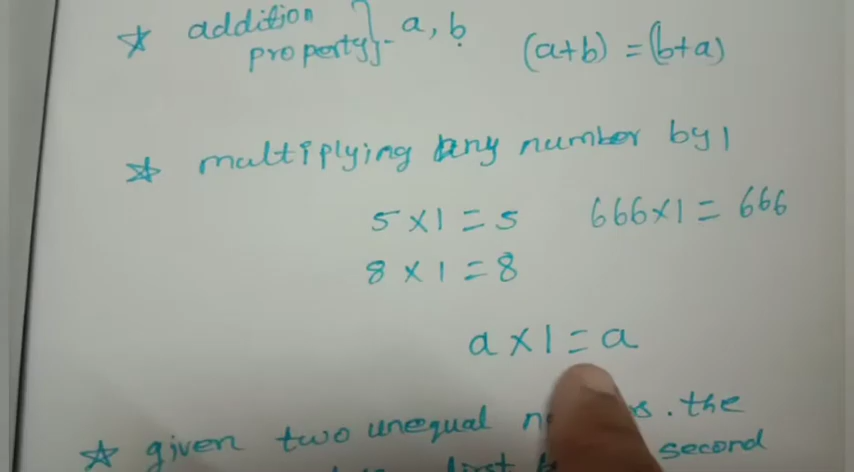 ☆ addition
property}- a, b
(a+b) = (b+a)
☆ multiplying any number by 1
5 × 1 = 5
666 × 1 = 666
8 × 1 = 8
a × 1 = a
☆ given two unequal the
first second